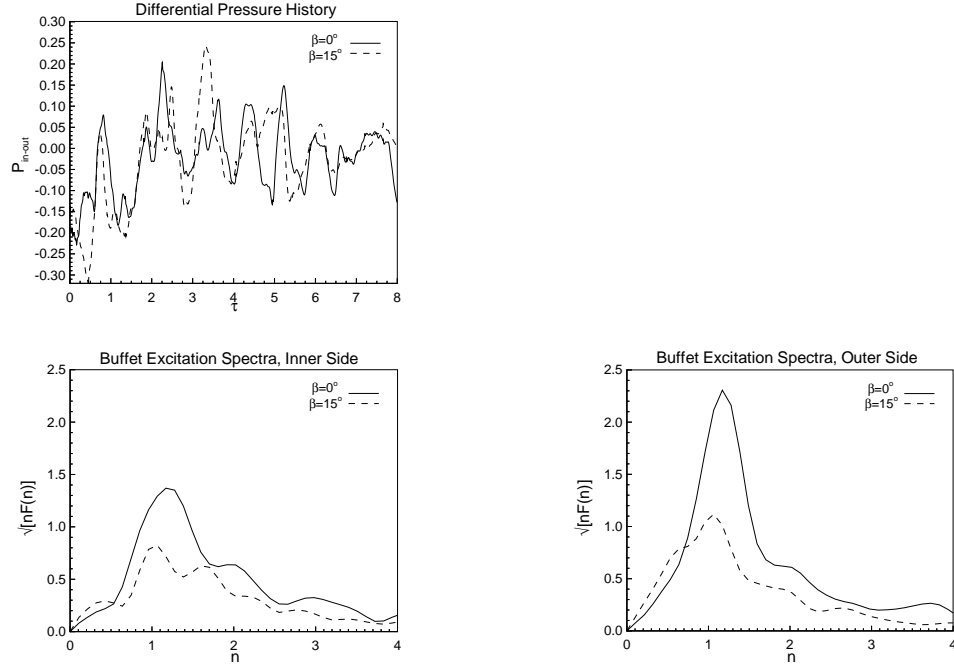 Differential Pressure History
β=0°
β=15°
P in-out
0.30
0.25
0.20
0.15
0.10
0.05
0.00
-0.05
-0.10
-0.15
-0.20
-0.25
-0.30
0 1 2 3 4 5 6 7 8
τ
Buffet Excitation Spectra, Inner Side
β=0°
β=15°
√[nF(n)]
2.5
2.0
1.5
1.0
0.5
0.0
0 1 2 3 4
n
Buffet Excitation Spectra, Outer Side
β=0°
β=15°
√[nF(n)]
2.5
2.0
1.5
1.0
0.5
0.0
0 1 2 3 4
n